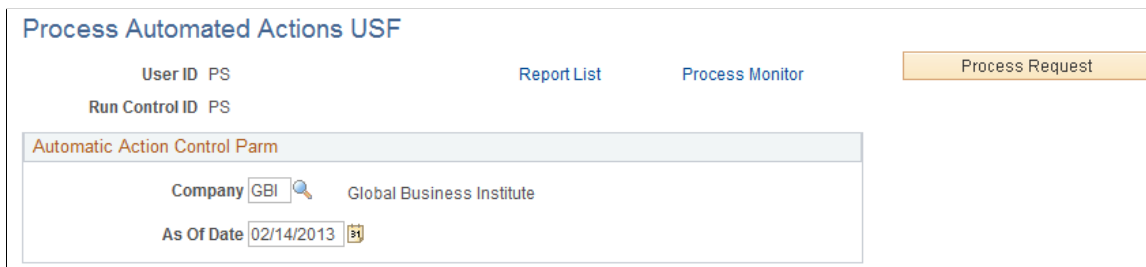 Process Automated Actions USF
User ID PS Report List Process Monitor Process Request
Run Control ID PS
Automatic Action Control Parm
Company GBI Global Business Institute
As Of Date 02/14/2013 31